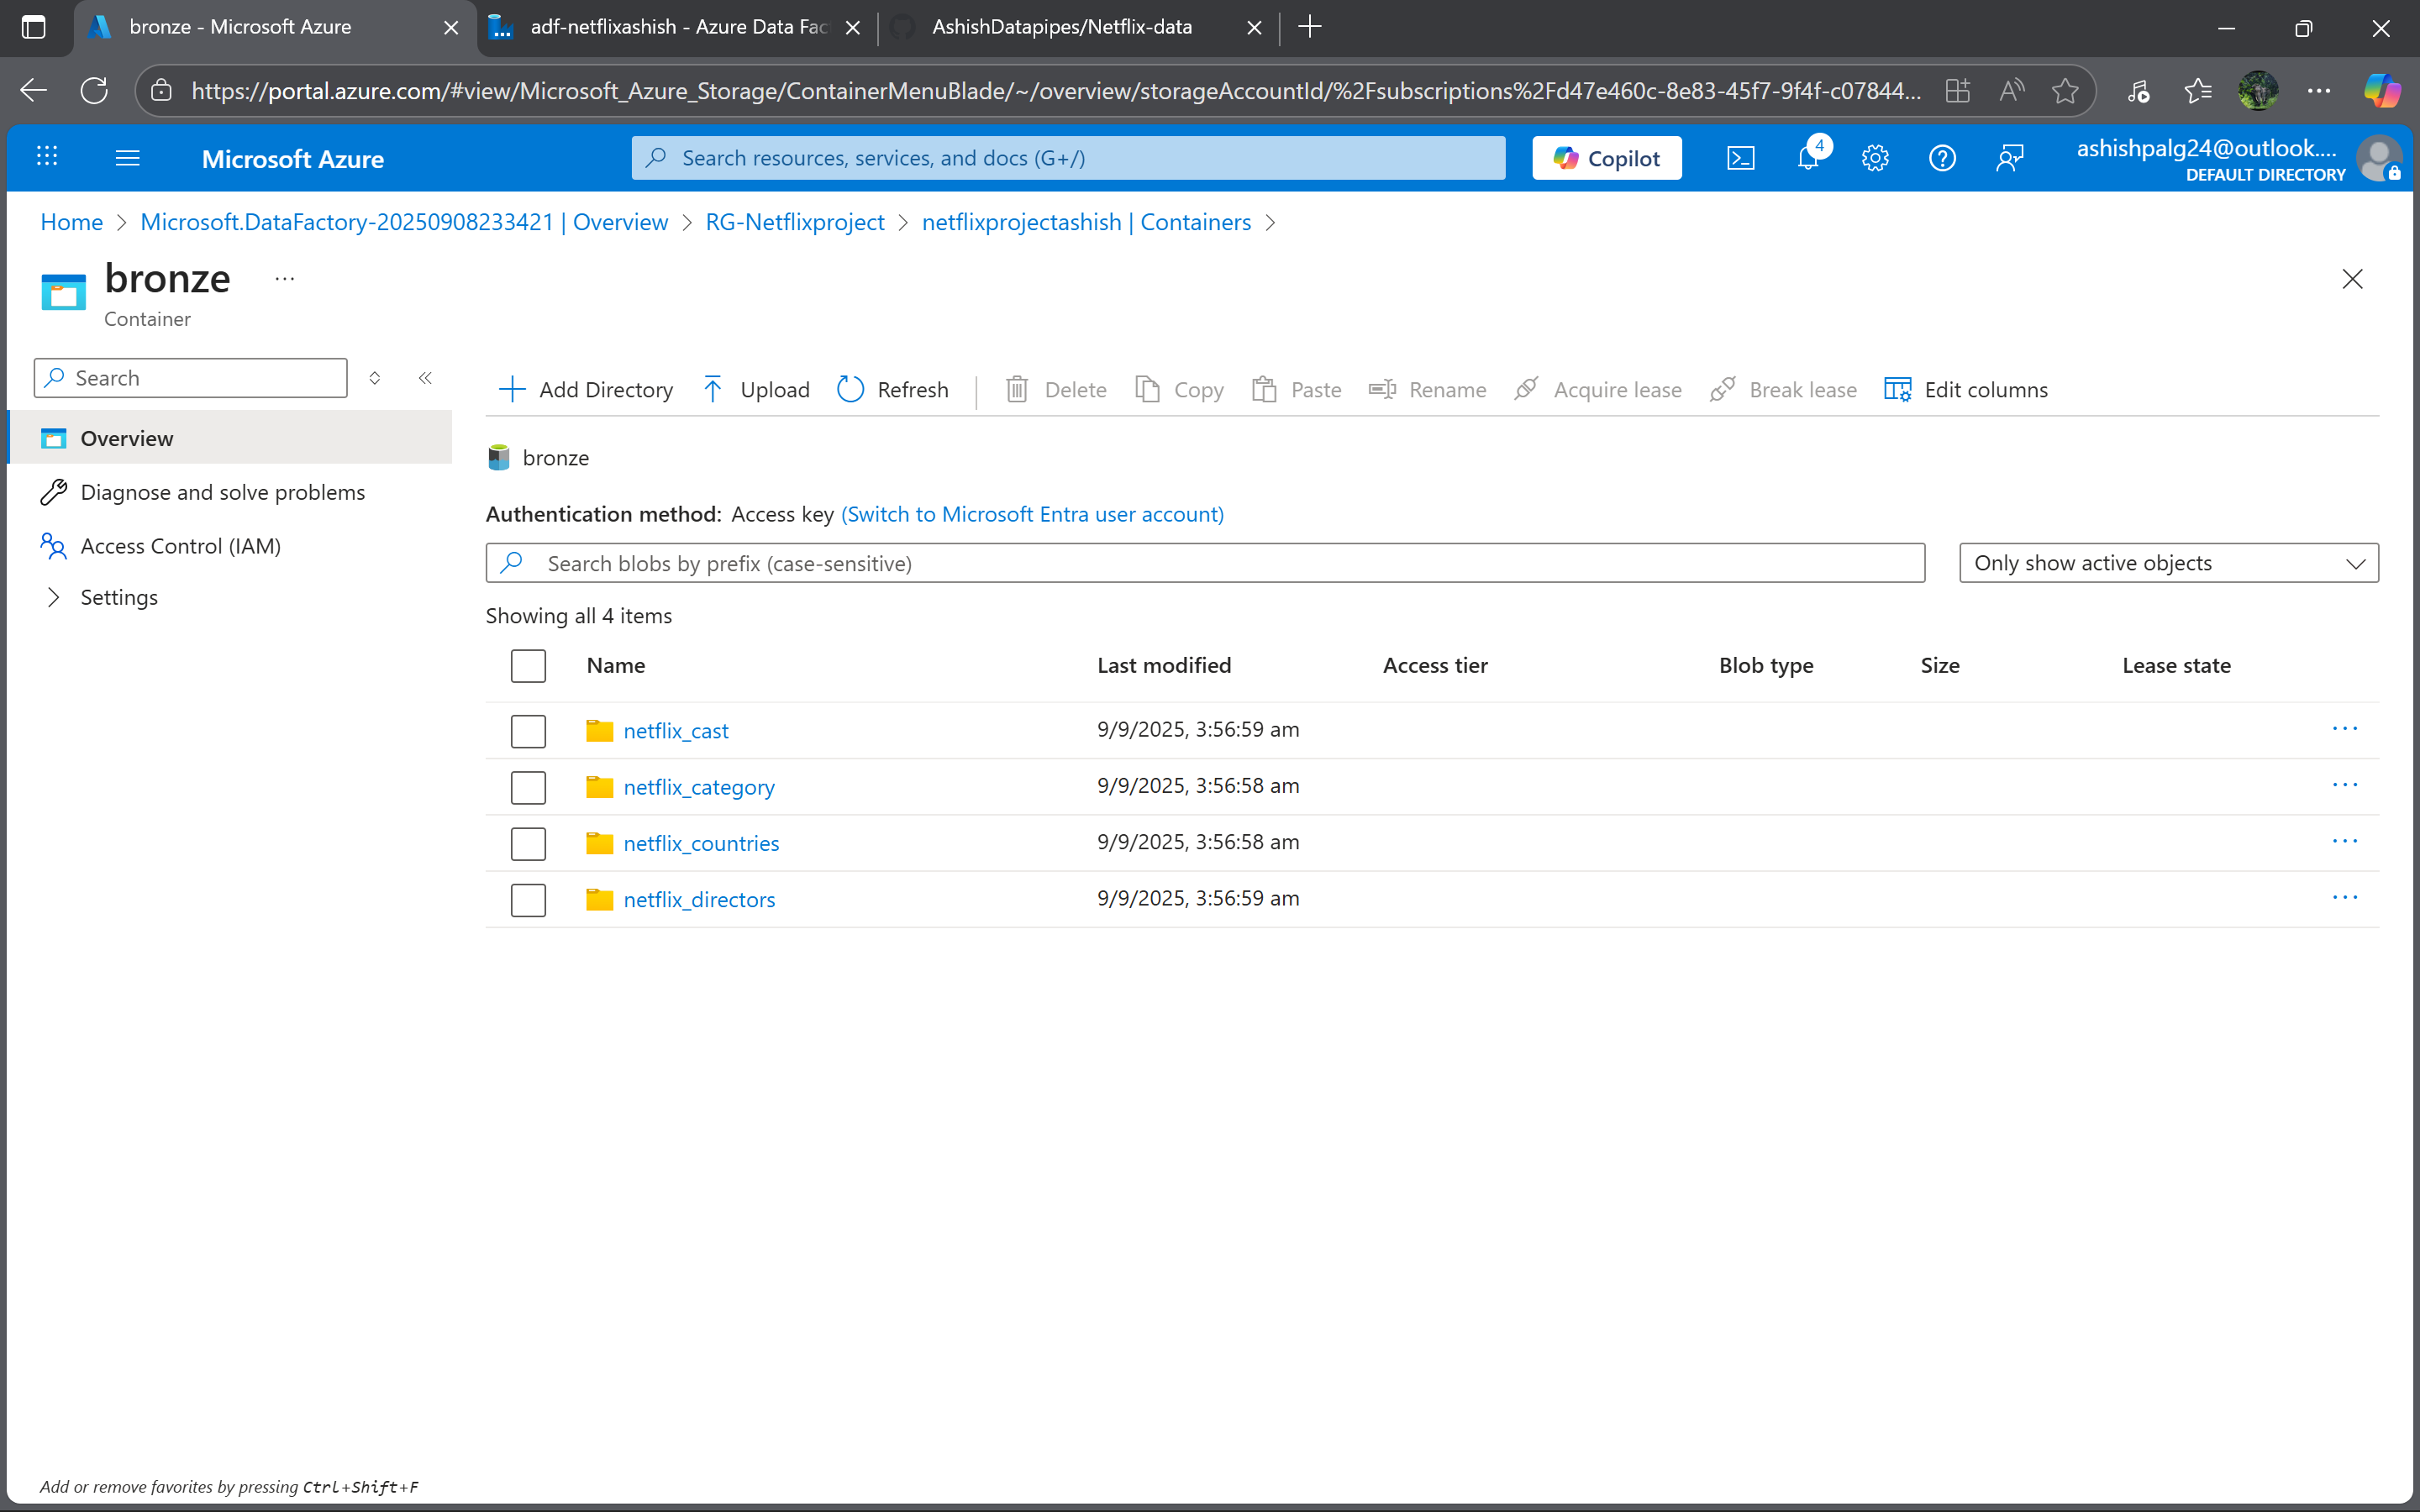 bronze - Microsoft Azure
adf-netflixashish - Azure Data Fac
AshishDatapipes/Netflix-data
https://portal.azure.com/#view/Microsoft_Azure_Storage/ContainerMenuBlade/~/overview/storageAccountId/%2Fsubscriptions%2Fd47e460c-8e83-45f7-9f4f-c07844...
Microsoft Azure
Search resources, services, and docs (G+/)
Copilot
4
ashishpalg24@outlook....
DEFAULT DIRECTORY
Home > Microsoft.DataFactory-20250908233421 | Overview > RG-Netflixproject > netflixprojectashish | Containers >
bronze ...
Container
Search
Overview
Diagnose and solve problems
Access Control (IAM)
Settings
Add Directory Upload Refresh Delete Copy Paste Rename Acquire lease Break lease Edit columns
bronze
Authentication method: Access key (Switch to Microsoft Entra user account)
Search blobs by prefix (case-sensitive)
Only show active objects
Showing all 4 items
Name Last modified Access tier Blob type Size Lease state
netflix_cast 9/9/2025, 3:56:59 am ...
netflix_category 9/9/2025, 3:56:58 am ...
netflix_countries 9/9/2025, 3:56:58 am ...
netflix_directors 9/9/2025, 3:56:59 am ...
Add or remove favorites by pressing Ctrl+Shift+F